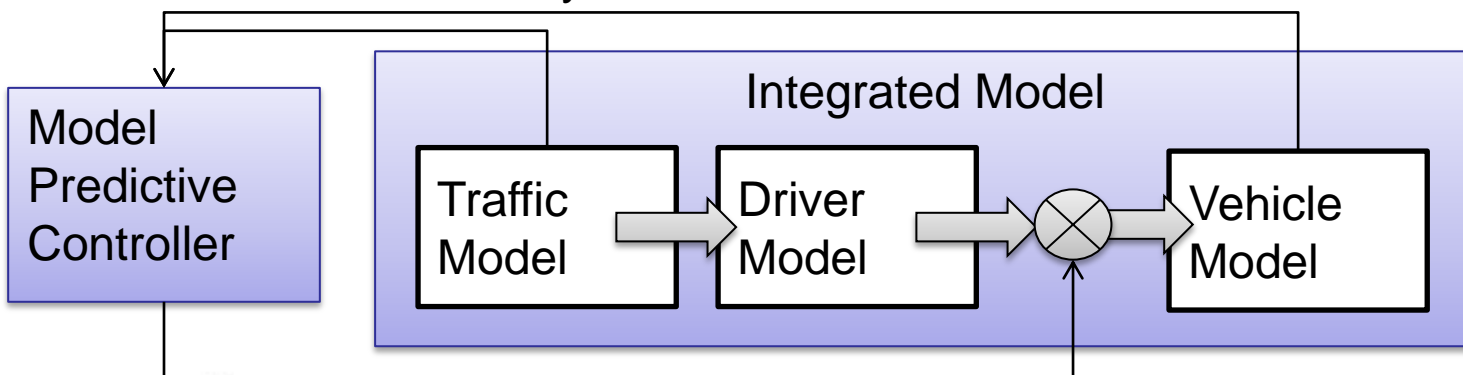 Integrated Model
Model
Predictive
Controller
Traffic
Model
Driver
Model
Vehicle
Model